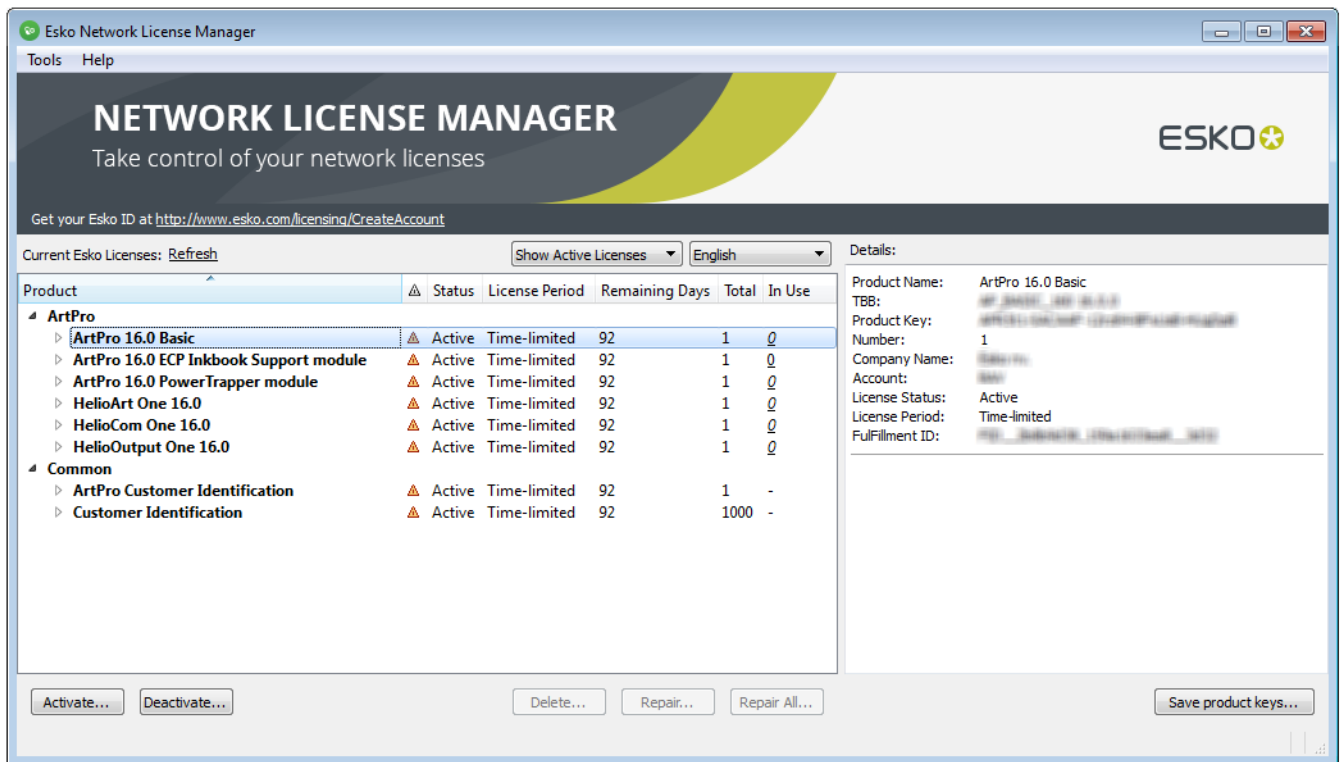 Esko Network License Manager
Tools Help
NETWORK LICENSE MANAGER
Take control of your network licenses
ESKO
Get your Esko ID at http://www.esko.com/licensing/CreateAccount
Current Esko Licenses: Refresh
Show Active Licenses English
Details:
Product Status License Period Remaining Days Total In Use
ArtPro
ArtPro 16.0 Basic Active Time-limited 92 1 0
ArtPro 16.0 ECP Inkbook Support module Active Time-limited 92 1 0
ArtPro 16.0 PowerTrapper module Active Time-limited 92 1 0
HelioArt One 16.0 Active Time-limited 92 1 0
HelioCom One 16.0 Active Time-limited 92 1 0
HelioOutput One 16.0 Active Time-limited 92 1 0
Common
ArtPro Customer Identification Active Time-limited 92 1 -
Customer Identification Active Time-limited 92 1000 -
Product Name: ArtPro 16.0 Basic
TBB:
Product Key:
Number: 1
Company Name:
Account:
License Status: Active
License Period: Time-limited
FulFillment ID:
Activate... Deactivate... Delete... Repair... Repair All... Save product keys...